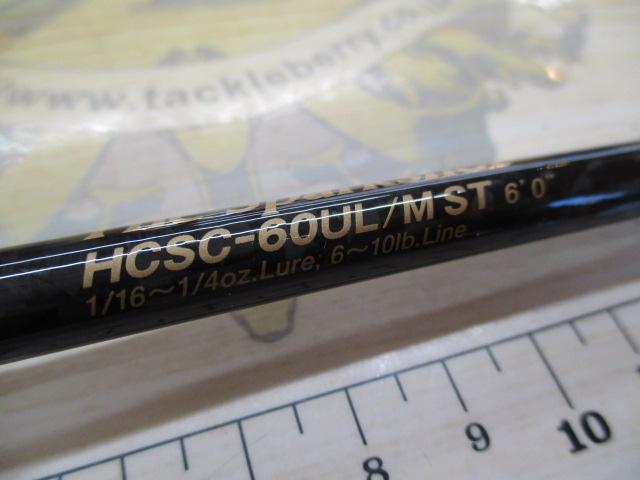 www.tackleberry.co.jp
HCSC-60UL/M ST 6'0"
1/16~1/4oz.Lure, 6~10lb.Line
8 9 10